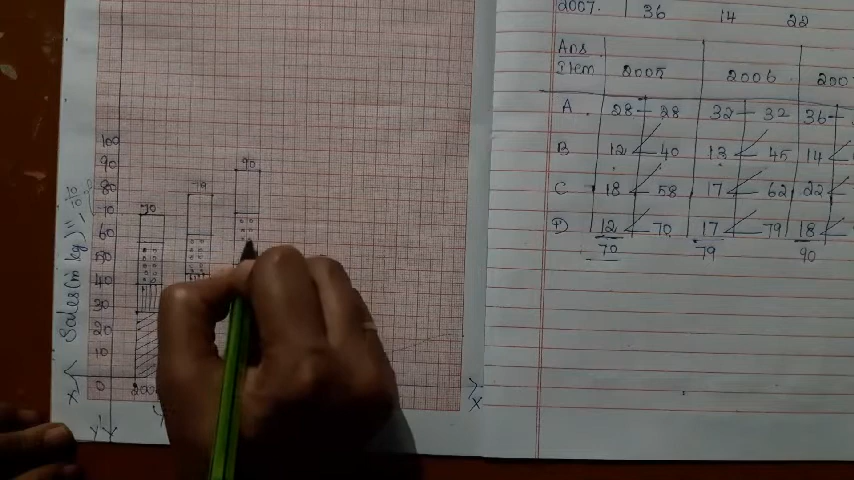 2007. 36 14 22
Ans
Item 2005 2006 200
A 28 28 32 32 36
B 12 40 13 45 14
C 18 58 17 62 22
D 12 70 17 79 18
70 79 90
100
90 90
80 79
70 70
60
50
40
30
20
10
0
Sales (in kg)
200
X
X
Y'